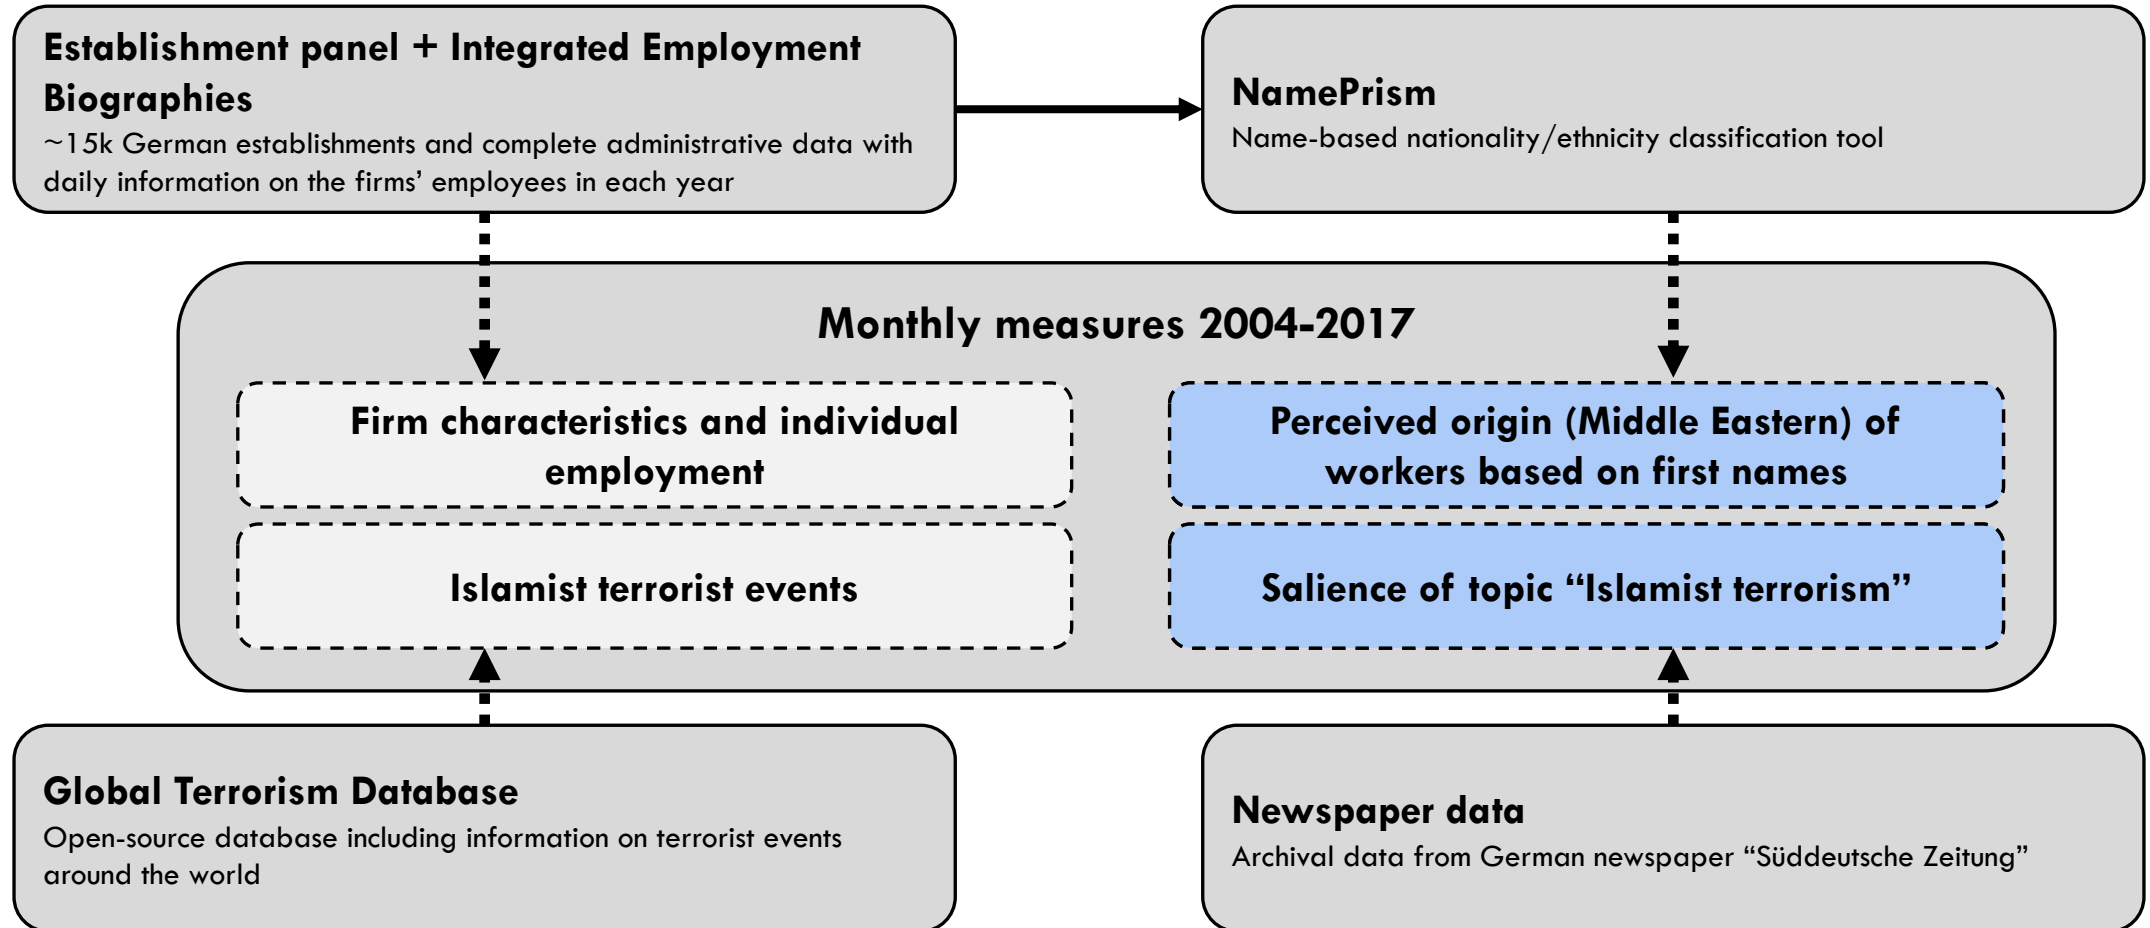 Establishment panel + Integrated Employment
Biographies
~15k German establishments and complete administrative data with
daily information on the firms’ employees in each year
NamePrism
Name-based nationality/ethnicity classification tool
Monthly measures 2004-2017
Firm characteristics and individual
employment
Perceived origin (Middle Eastern) of
workers based on first names
Islamist terrorist events
Salience of topic “Islamist terrorism”
Global Terrorism Database
Open-source database including information on terrorist events
around the world
Newspaper data
Archival data from German newspaper “Süddeutsche Zeitung”